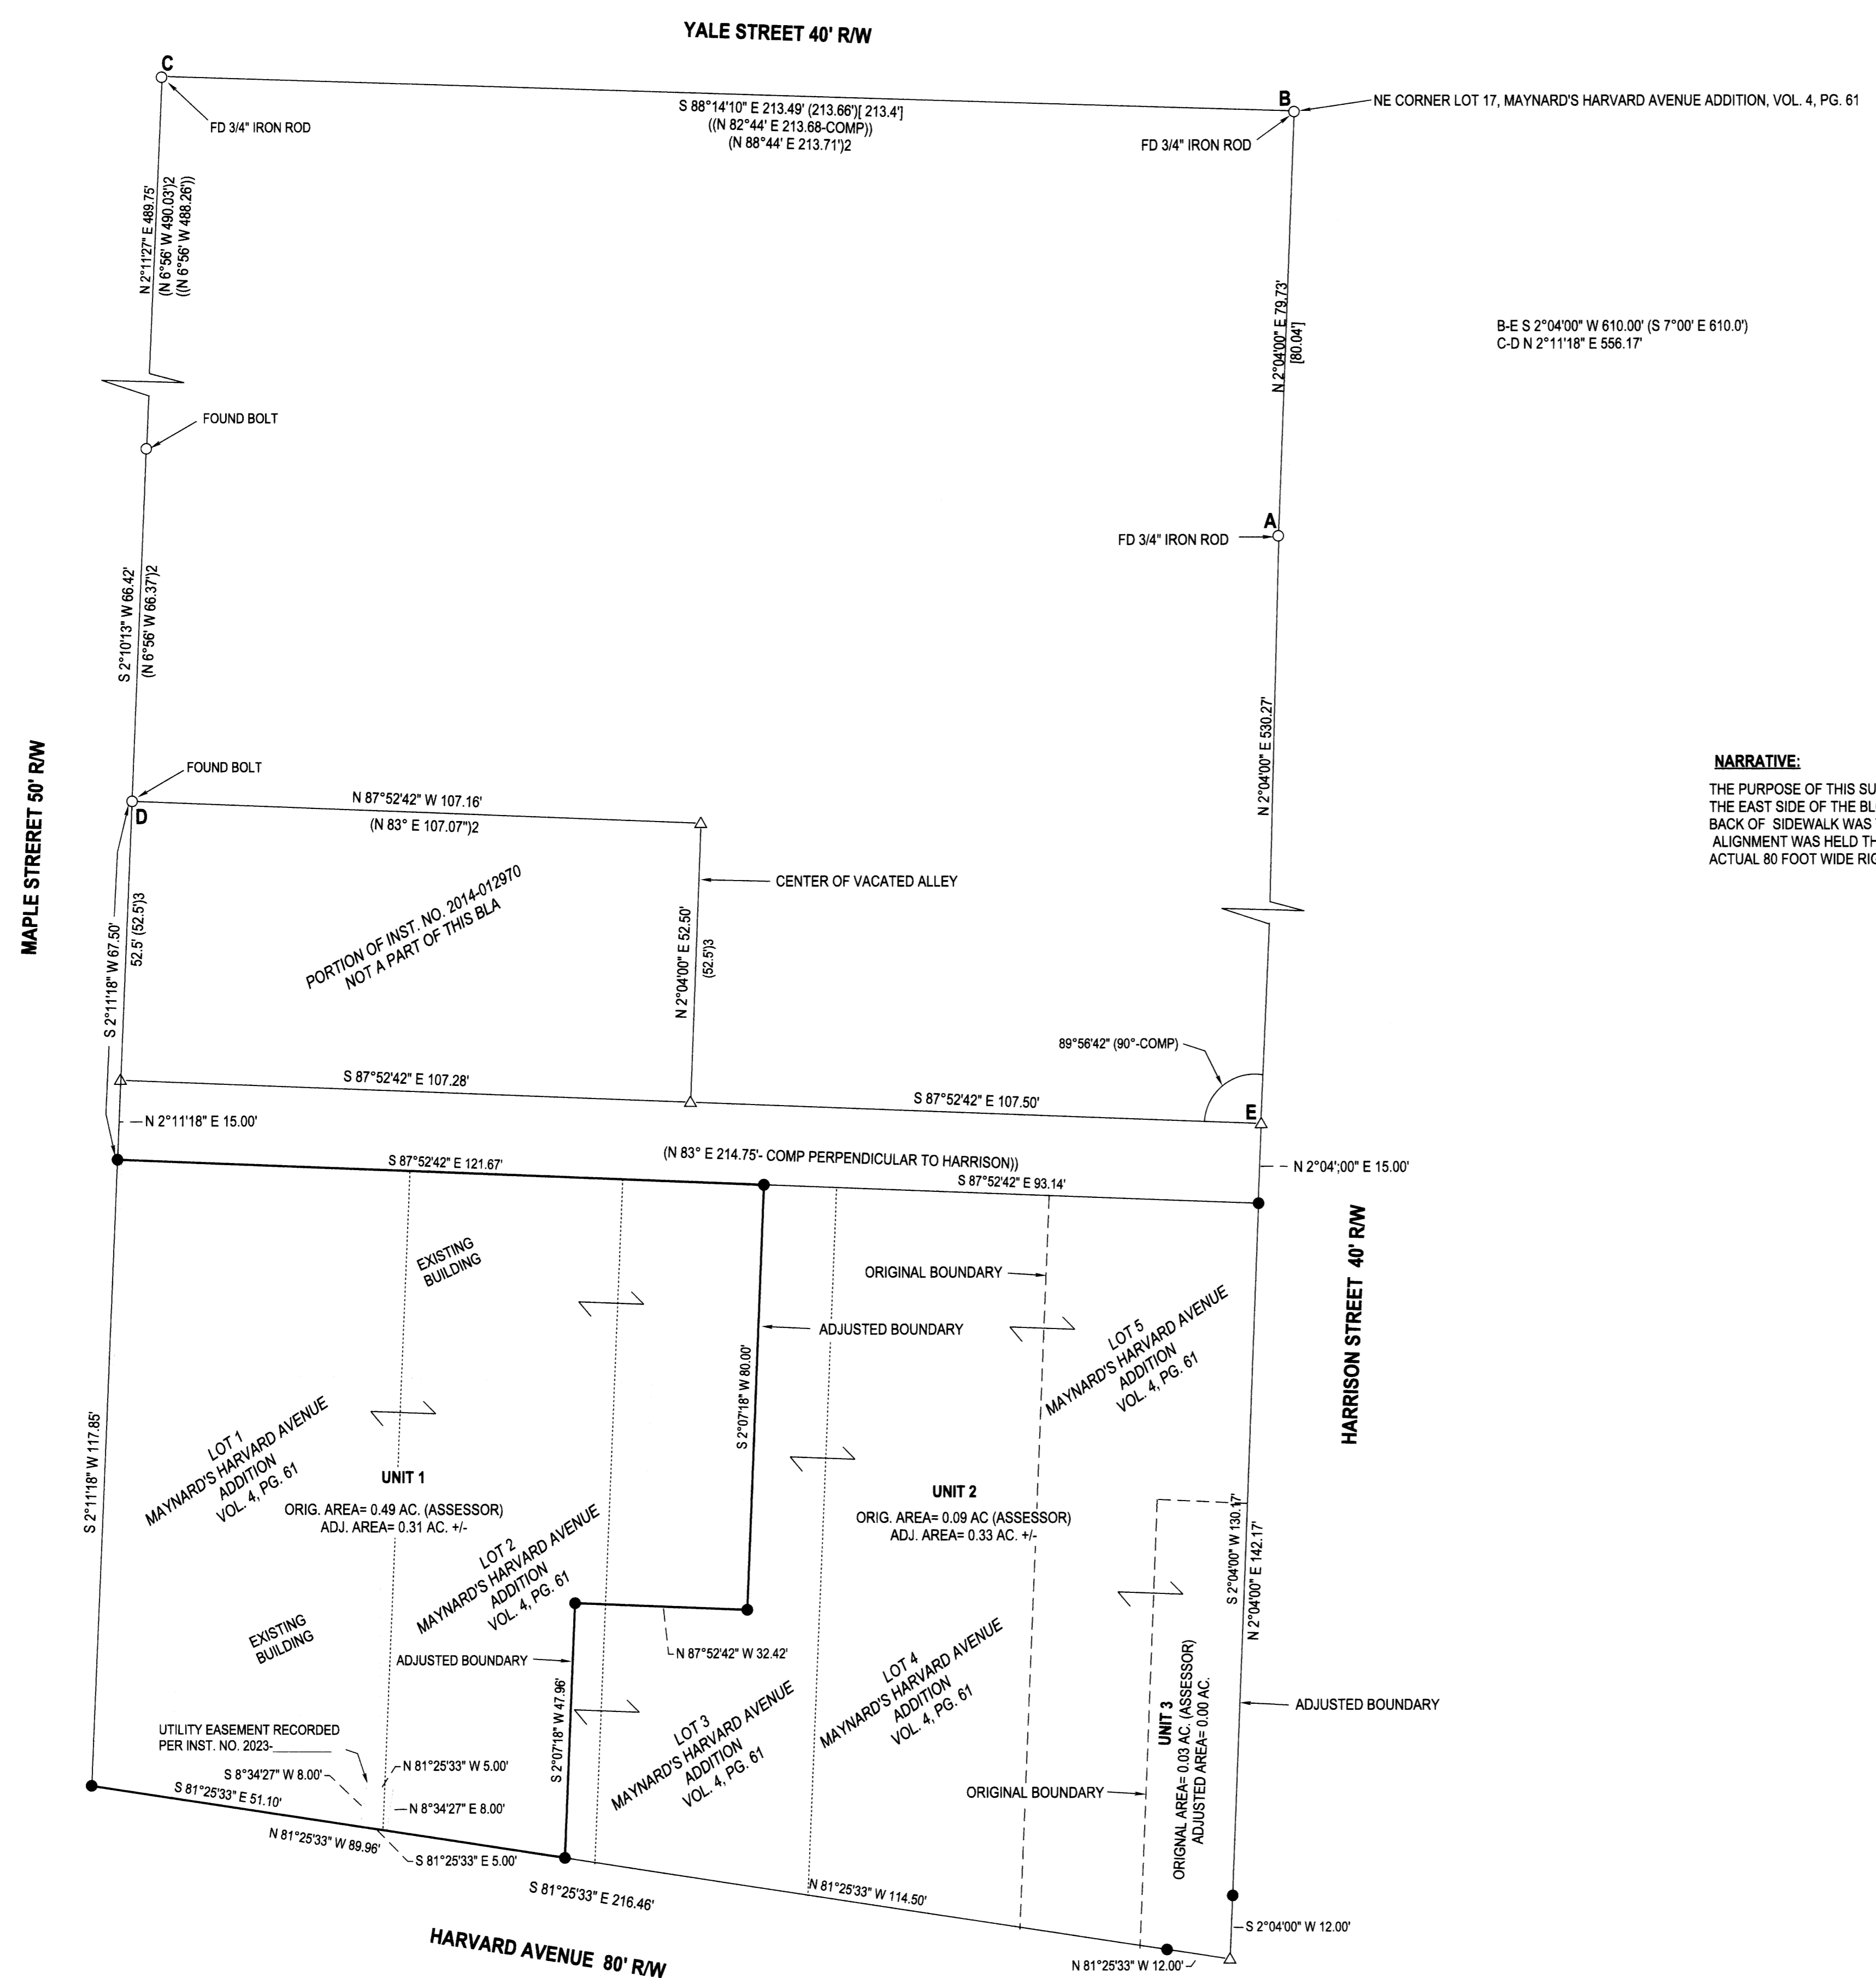 YALE STREET 40' R/W
C
B
NE CORNER LOT 17, MAYNARD'S HARVARD AVENUE ADDITION, VOL. 4, PG. 61
S 88°14'10" E 213.49' (213.66')[ 213.4']
((N 82°44' E 213.68-COMP))
(N 88°44' E 213.71')2
FD 3/4" IRON ROD
FD 3/4" IRON ROD
N 2°11'27" E 489.75'
(N 6°56' W 490.03')2
((N 6°56' W 488.26'))
N 2°04'00" E 79.73'
[80.04']
B-E S 2°04'00" W 610.00' (S 7°00' E 610.0')
C-D N 2°11'18" E 556.17'
FOUND BOLT
A
FD 3/4" IRON ROD
S 2°10'13" W 66.42'
(N 6°56' W 66.37')2
N 2°04'00" E 530.27'
MAPLE STRERET 50' R/W
NARRATIVE:
THE PURPOSE OF THIS SU
THE EAST SIDE OF THE BL
BACK OF SIDEWALK WAS
ALIGNMENT WAS HELD TH
ACTUAL 80 FOOT WIDE RIG
FOUND BOLT
D
N 87°52'42" W 107.16'
(N 83° E 107.07")2
CENTER OF VACATED ALLEY
PORTION OF INST. NO. 2014-012970
NOT A PART OF THIS BLA
S 2°11'18" W 67.50'
52.5' (52.5')3
N 2°04'00" E 52.50'
(52.5')3
89°56'42" (90°-COMP)
S 87°52'42" E 107.28'
S 87°52'42" E 107.50'
E
N 2°11'18" E 15.00'
S 87°52'42" E 121.67'
(N 83° E 214.75'- COMP PERPENDICULAR TO HARRISON))
S 87°52'42" E 93.14'
N 2°04';00" E 15.00'
HARRISON STREET 40' R/W
EXISTING
BUILDING
ORIGINAL BOUNDARY
ADJUSTED BOUNDARY
S 2°07'18" W 80.00'
LOT 5
MAYNARD'S HARVARD AVENUE
ADDITION
VOL. 4, PG. 61
S 2°11'18" W 117.85'
LOT 1
MAYNARD'S HARVARD AVENUE
ADDITION
VOL. 4, PG. 61
UNIT 1
ORIG. AREA= 0.49 AC. (ASSESSOR)
ADJ. AREA= 0.31 AC. +/-
UNIT 2
ORIG. AREA= 0.09 AC (ASSESSOR)
ADJ. AREA= 0.33 AC. +/-
LOT 2
MAYNARD'S HARVARD AVENUE
ADDITION
VOL. 4, PG. 61
S 2°04'00" W 130.17'
N 2°04'00" E 142.17'
EXISTING
BUILDING
N 87°52'42" W 32.42'
ADJUSTED BOUNDARY
S 2°07'18" W 47.96'
LOT 3
MAYNARD'S HARVARD AVENUE
ADDITION
VOL. 4, PG. 61
LOT 4
MAYNARD'S HARVARD AVENUE
ADDITION
VOL. 4, PG. 61
UNIT 3
ORIGNAL AREA= 0.03 AC. (ASSESSOR)
ADJUSTED AREA= 0.00 AC.
ADJUSTED BOUNDARY
UTILITY EASEMENT RECORDED
PER INST. NO. 2023-________
N 81°25'33" W 5.00'
S 8°34'27" W 8.00'
S 81°25'33" E 51.10'
N 8°34'27" E 8.00'
ORIGINAL BOUNDARY
N 81°25'33" W 89.96'
S 81°25'33" E 5.00'
S 81°25'33" E 216.46'
N 81°25'33" W 114.50'
S 2°04'00" W 12.00'
HARVARD AVENUE 80' R/W
N 81°25'33" W 12.00'